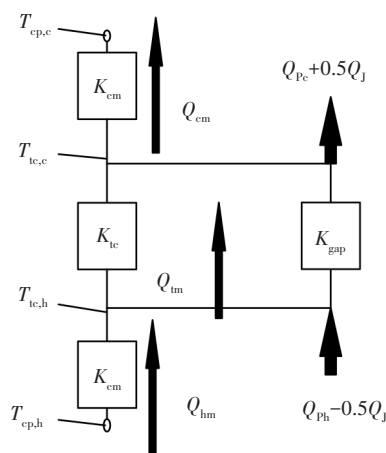 T_cp,c
K_cm
Q_cm
Q_Pc+0.5Q_J
T_tc,c
K_tc
K_gap
Q_tm
T_tc,h
K_cm
Q_hm
Q_Ph−0.5Q_J
T_cp,h